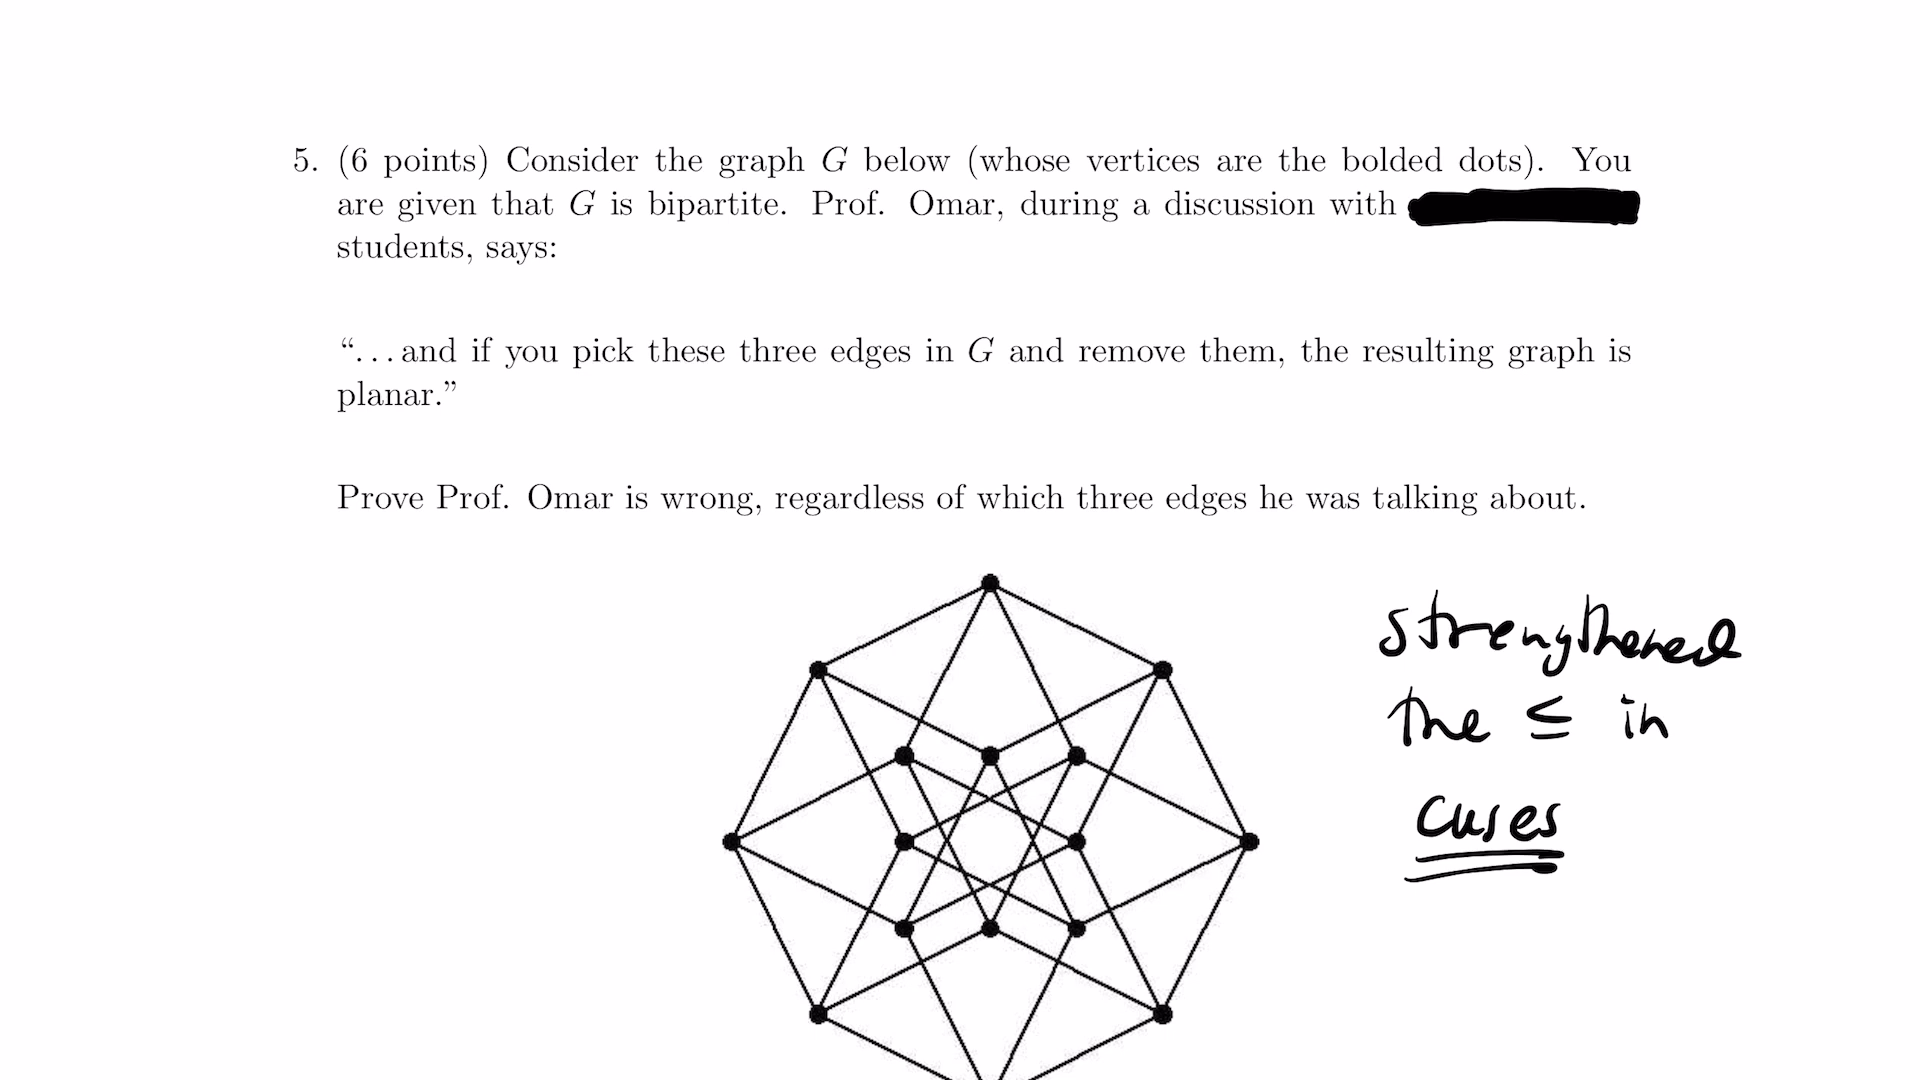 5. (6 points) Consider the graph G below (whose vertices are the bolded dots). You
are given that G is bipartite. Prof. Omar, during a discussion with
students, says:
“...and if you pick these three edges in G and remove them, the resulting graph is
planar.”
Prove Prof. Omar is wrong, regardless of which three edges he was talking about.
strengthened
the ≤ in
cases